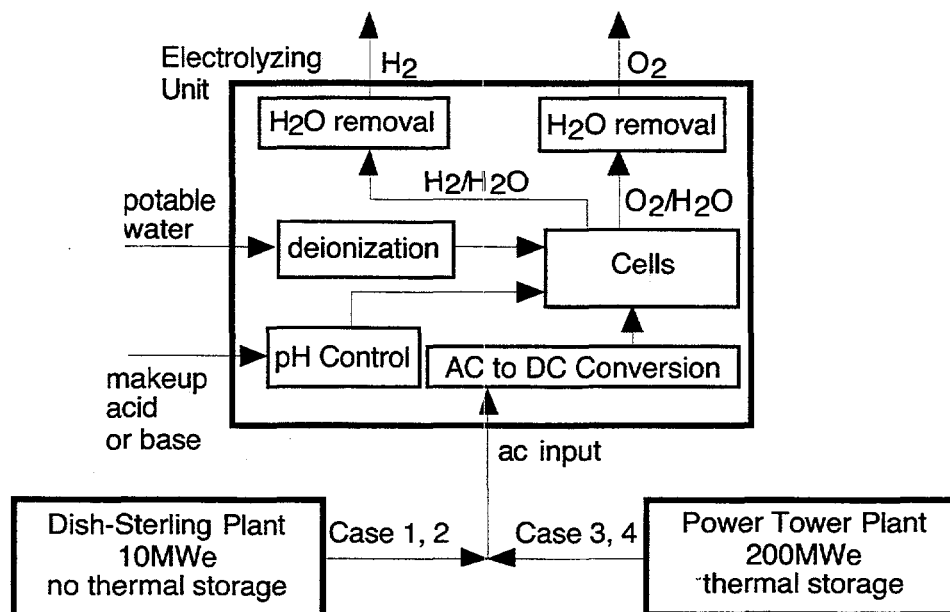 Electrolyzing
Unit
H2
O2
H2O removal
H2O removal
H2/H2O
O2/H2O
potable
water
deionization
Cells
pH Control
AC to DC Conversion
makeup
acid
or base
ac input
Dish-Sterling Plant
10MWe
no thermal storage
Case 1, 2
Case 3, 4
Power Tower Plant
200MWe
thermal storage